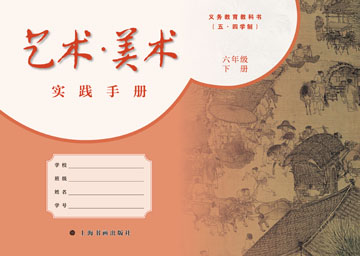 义务教育教科书
（五·四学制）
艺术·美术
实践手册
六年级
下册
学校
班级
姓名
学号
上海书画出版社